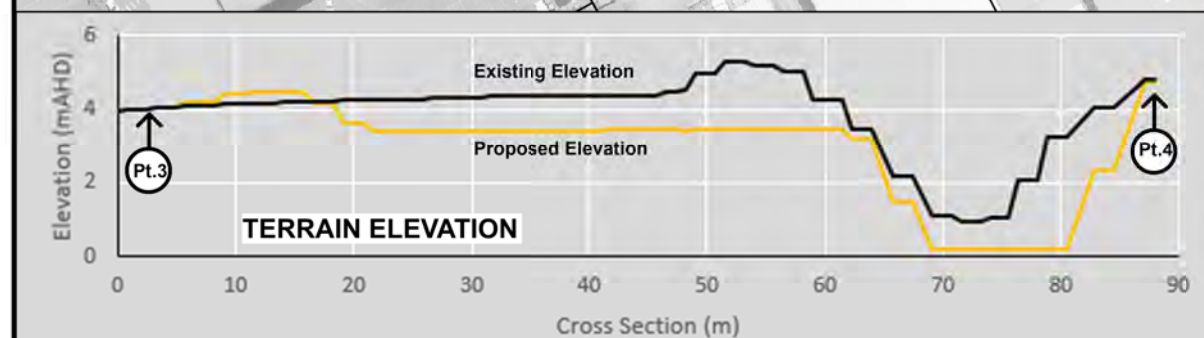 6
Existing Elevation
4
Pt.3
Pt.4
Proposed Elevation
2
TERRAIN ELEVATION
0
Elevation (mAHD)
0 10 20 30 40 50 60 70 80 90
Cross Section (m)